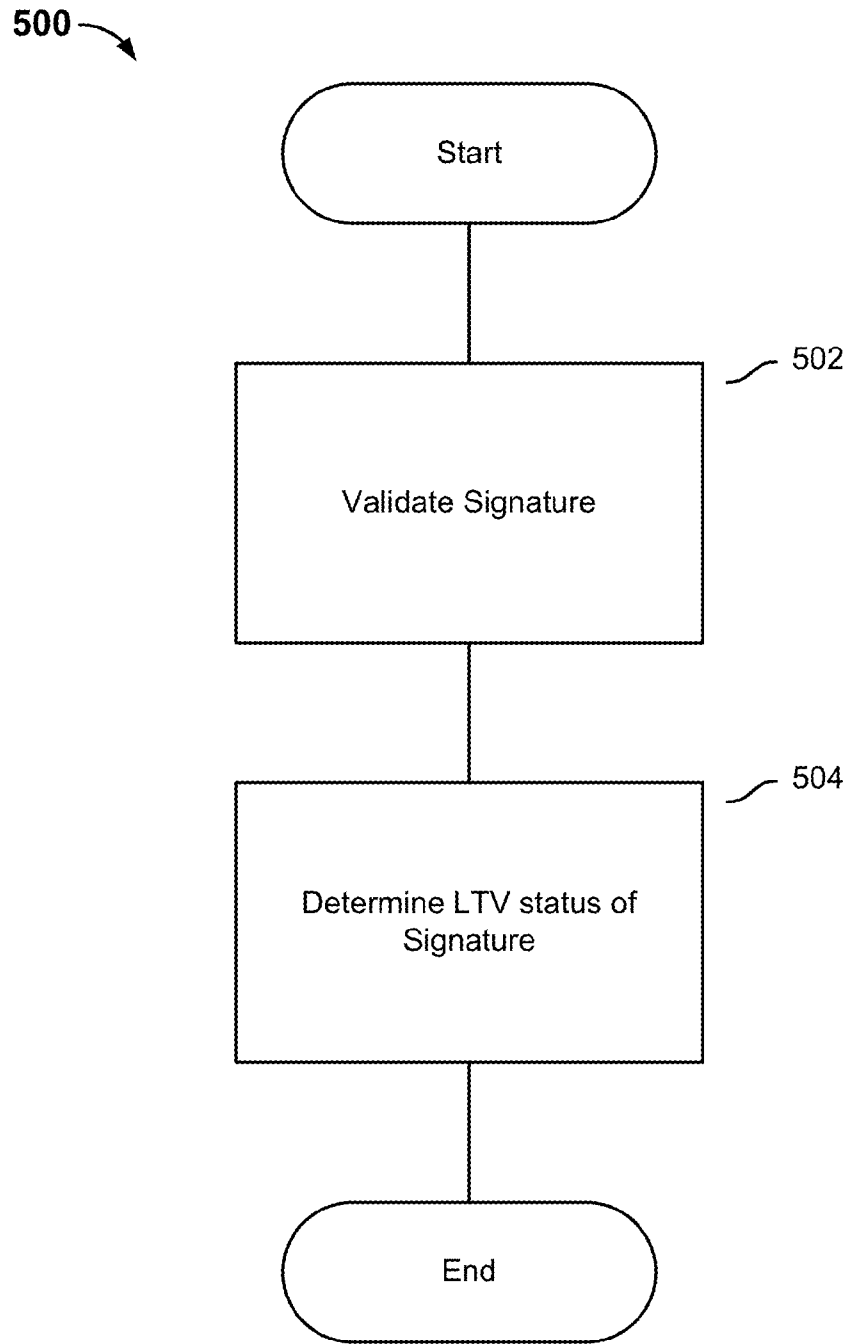 500
Start
502
Validate Signature
504
Determine LTV status of
Signature
End